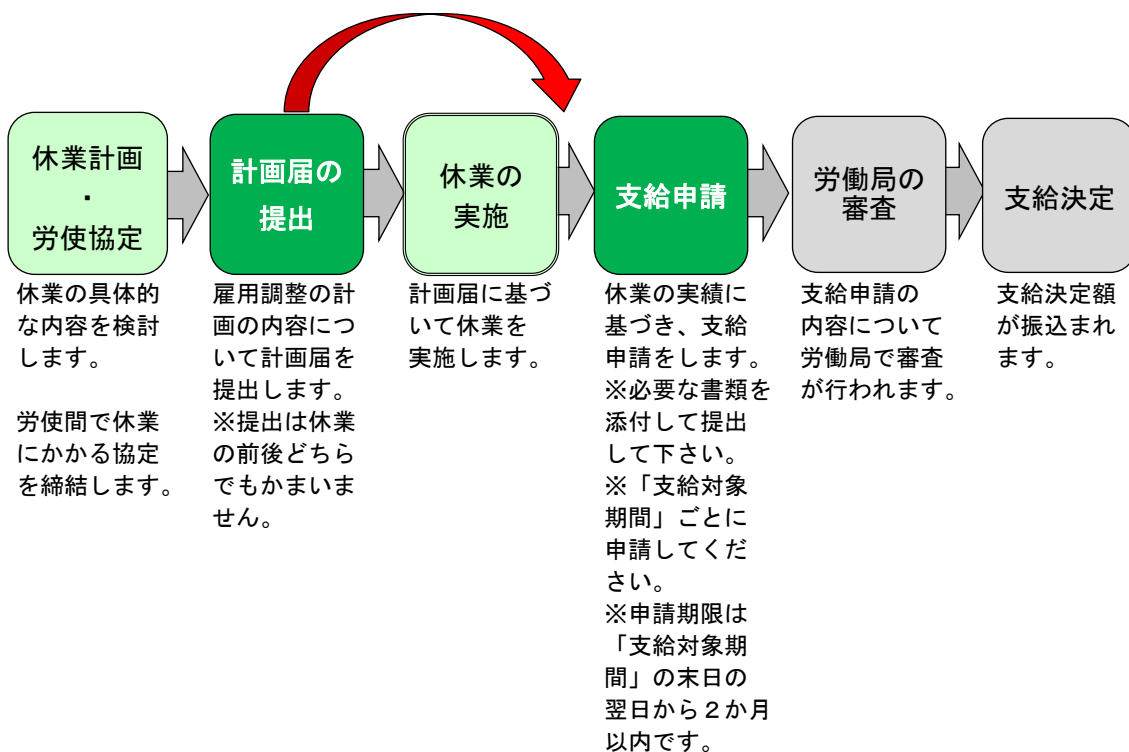 休業計画
・
労使協定
計画届の
提出
休業の
実施
支給申請
労働局の
審査
支給決定
休業の具体的
な内容を検討
します。
労使間で休業
にかかる協定
を締結します。
雇用調整の計
画の内容につ
いて計画届を
提出します。
※提出は休業
の前後どちら
でもかまいま
せん。
計画届に基づ
いて休業を
実施します。
休業の実績に
基づき、支給
申請をします。
※必要な書類を
添付して提出
して下さい。
※「支給対象
期間」ごとに
申請してくだ
さい。
※申請期限は
「支給対象期
間」の末日の
翌日から２か月
以内です。
支給申請の
内容について
労働局で審査
が行われます。
支給決定額
が振込まれ
ます。